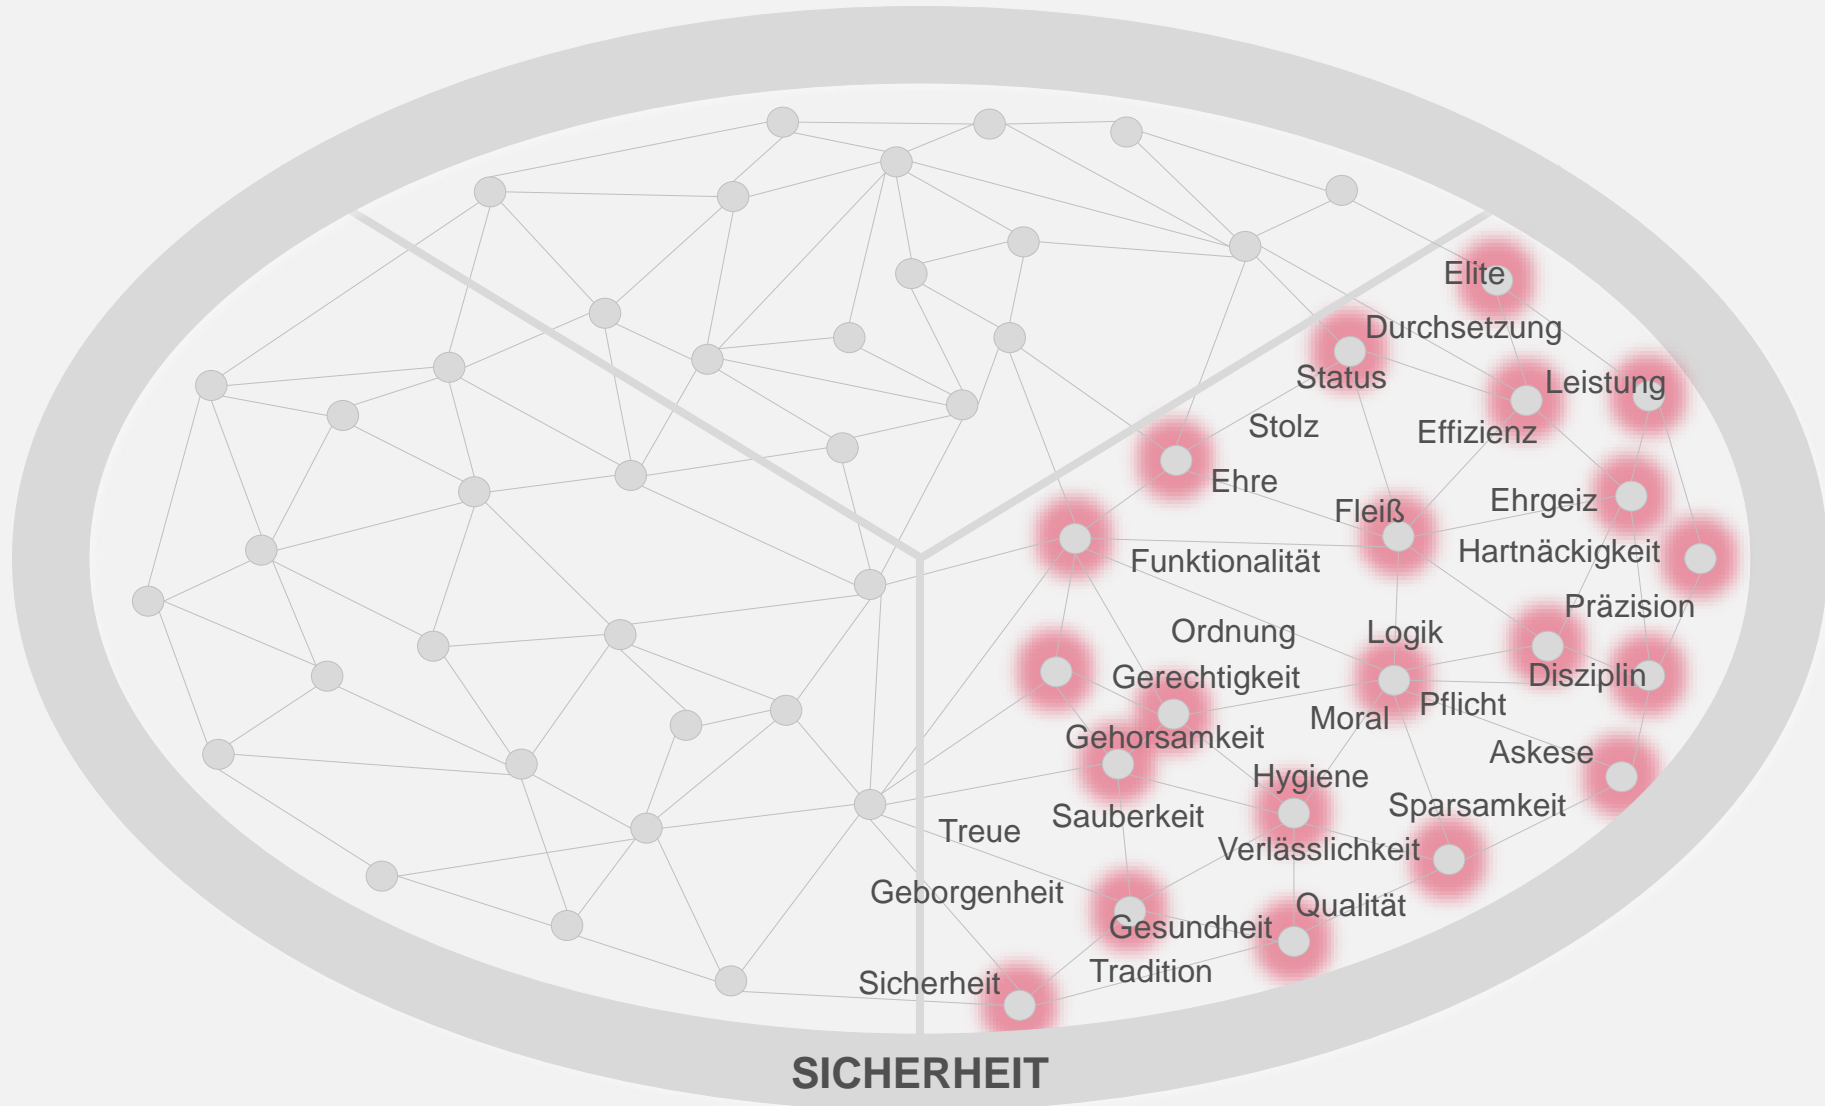 Elite
Durchsetzung
Status
Leistung
Stolz
Effizienz
Ehre
Ehrgeiz
Fleiß
Hartnäckigkeit
Funktionalität
Präzision
Ordnung
Logik
Gerechtigkeit
Disziplin
Pflicht
Moral
Gehorsamkeit
Askese
Hygiene
Sparsamkeit
Sauberkeit
Treue
Verlässlichkeit
Geborgenheit
Qualität
Gesundheit
Tradition
Sicherheit
SICHERHEIT